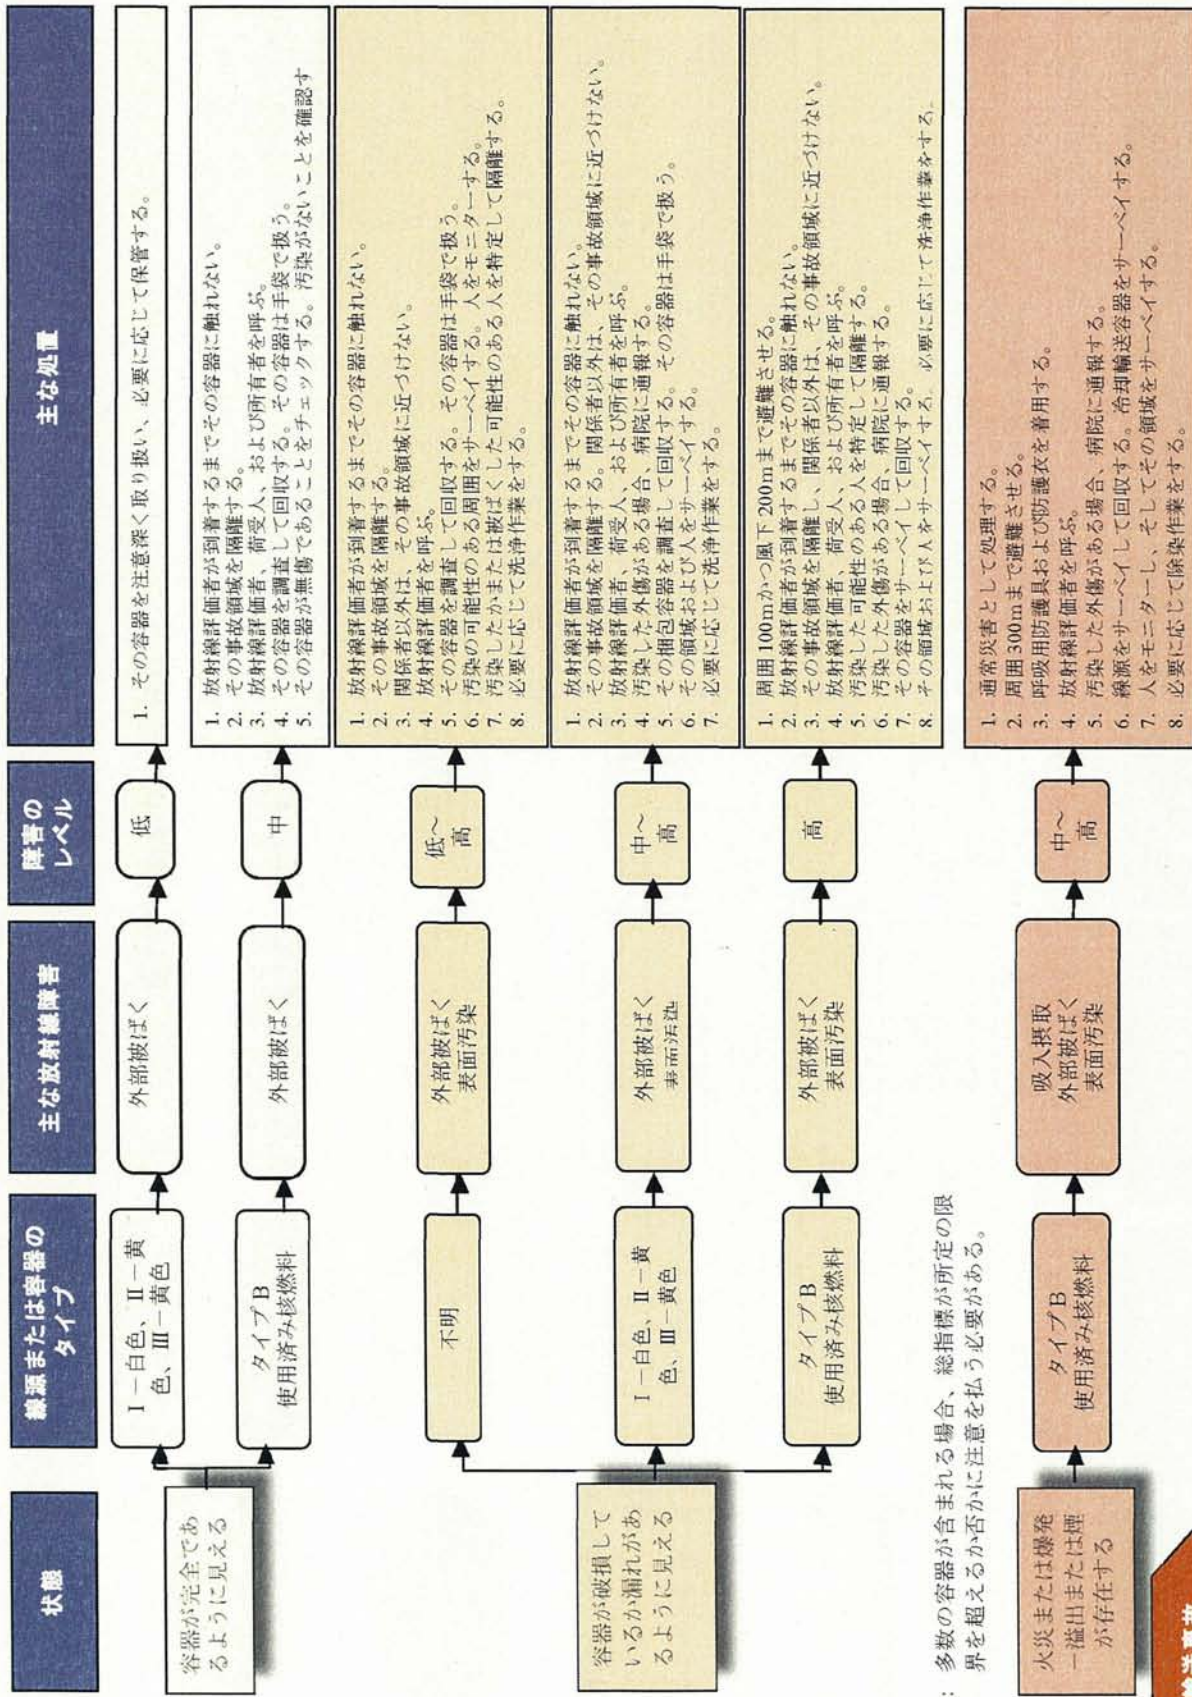 状態
線源または容器の
タイプ
主な放射線障害
障害の
レベル
主な処置
容器が完全であ
るように見える
I－白色、II－黄
色、III－黄色
外部被ばく
低
1. その容器を注意深く取り扱い、必要に応じて保管する。
タイプB
使用済み核燃料
外部被ばく
中
1. 放射線評価者が到着するまでその容器に触れない。
2. その事故領域を隔離する。
3. 放射線評価者、荷受人、および所有者を呼ぶ。
4. その容器を調査して回収する。その容器は手袋で扱う。
5. その容器が無傷であることをチェックする。汚染がないことを確認す
容器が破損して
いるか漏れがあ
るように見える
不明
外部被ばく
表面汚染
低～
高
1. 放射線評価者が到着するまでその容器に触れない。
2. その事故領域を隔離する。
3. 関係者以外は、その事故領域に近づけない。
4. 放射線評価者を呼ぶ。
5. その容器を調査して回収する。その容器は手袋で扱う。
6. 汚染の可能性のある周囲をサーベイする。人をモニターする。
7. 汚染したかまたは被ばくした可能性のある人を特定して隔離する。
8. 必要に応じて洗浄作業をする。
I－白色、II－黄
色、III－黄色
外部被ばく
表面汚染
中～
高
1. 放射線評価者が到着するまでその容器に触れない。
2. その事故領域を隔離する。関係者以外は、その事故領域に近づけない。
3. 放射線評価者、荷受人、および所有者を呼ぶ。
4. 汚染した外傷がある場合、病院に通報する。
5. その梱包容器を調査して回収する。その容器は手袋で扱う。
6. その領域および人をサーベイする。
7. 必要に応じて洗浄作業をする。
タイプB
使用済み核燃料
外部被ばく
表面汚染
高
1. 周囲100mかつ風下200mまで避難させる。
2. 放射線評価者が到着するまでその容器に触れない。
3. その事故領域を隔離し、関係者以外は、その事故領域に近づけない。
4. 放射線評価者、荷受人、および所有者を呼ぶ。
5. 汚染した可能性のある人を特定して隔離する。
6. 汚染した外傷がある場合、病院に通報する。
7. その容器をサーベイして回収する。
8. その領域および人をサーベイする。必要に応じて洗浄作業をする。
: 多数の容器が含まれる場合、総指標が所定の限
界を超えるか否かに注意を払う必要がある。
火災または爆発
－溢出または煙
が存在する
タイプB
使用済み核燃料
吸入摂取
外部被ばく
表面汚染
中～
高
1. 通常災害として処理する。
2. 周囲300mまで避難させる。
3. 呼吸用防護具および防護衣を着用する。
4. 放射線評価者を呼ぶ。
5. 汚染した外傷がある場合、病院に通報する。
6. 線源をサーベイして回収する。冷却輸送容器をサーベイする。
7. 人をモニターし、そしてその領域をサーベイする。
8. 必要に応じて除染作業をする。